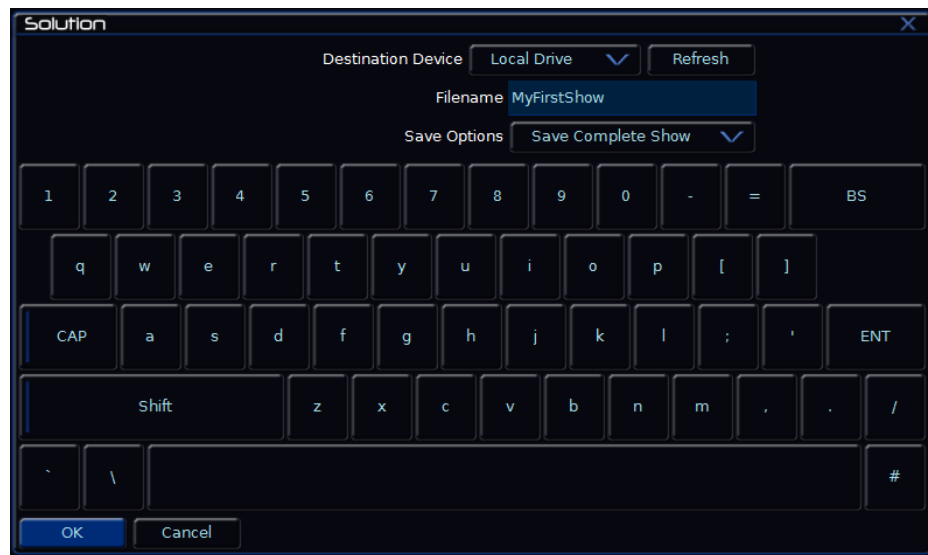 Solution X
Destination Device Local Drive Refresh
Filename MyFirstShow
Save Options Save Complete Show
1 2 3 4 5 6 7 8 9 0 - = BS
q w e r t y u i o p [ ]
CAP a s d f g h j k l ; ' ENT
Shift z x c v b n m , . /
` \ #
OK Cancel